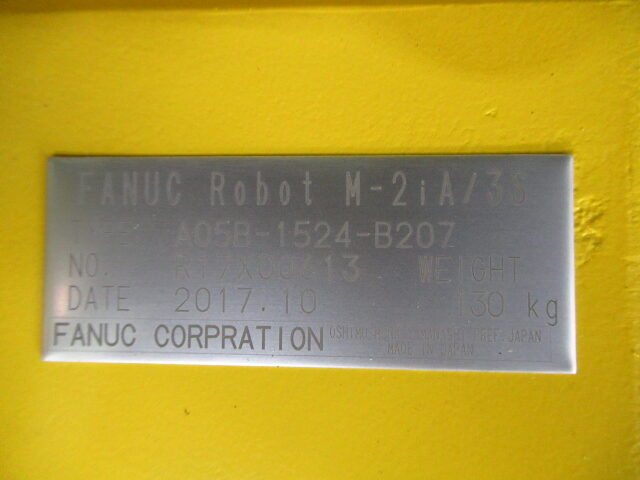 FANUC Robot M-2iA/3S
TYPE A05B-1524-B207
NO. WEIGHT
DATE 2017.10 130 kg
FANUC CORPRATION
MADE IN JAPAN